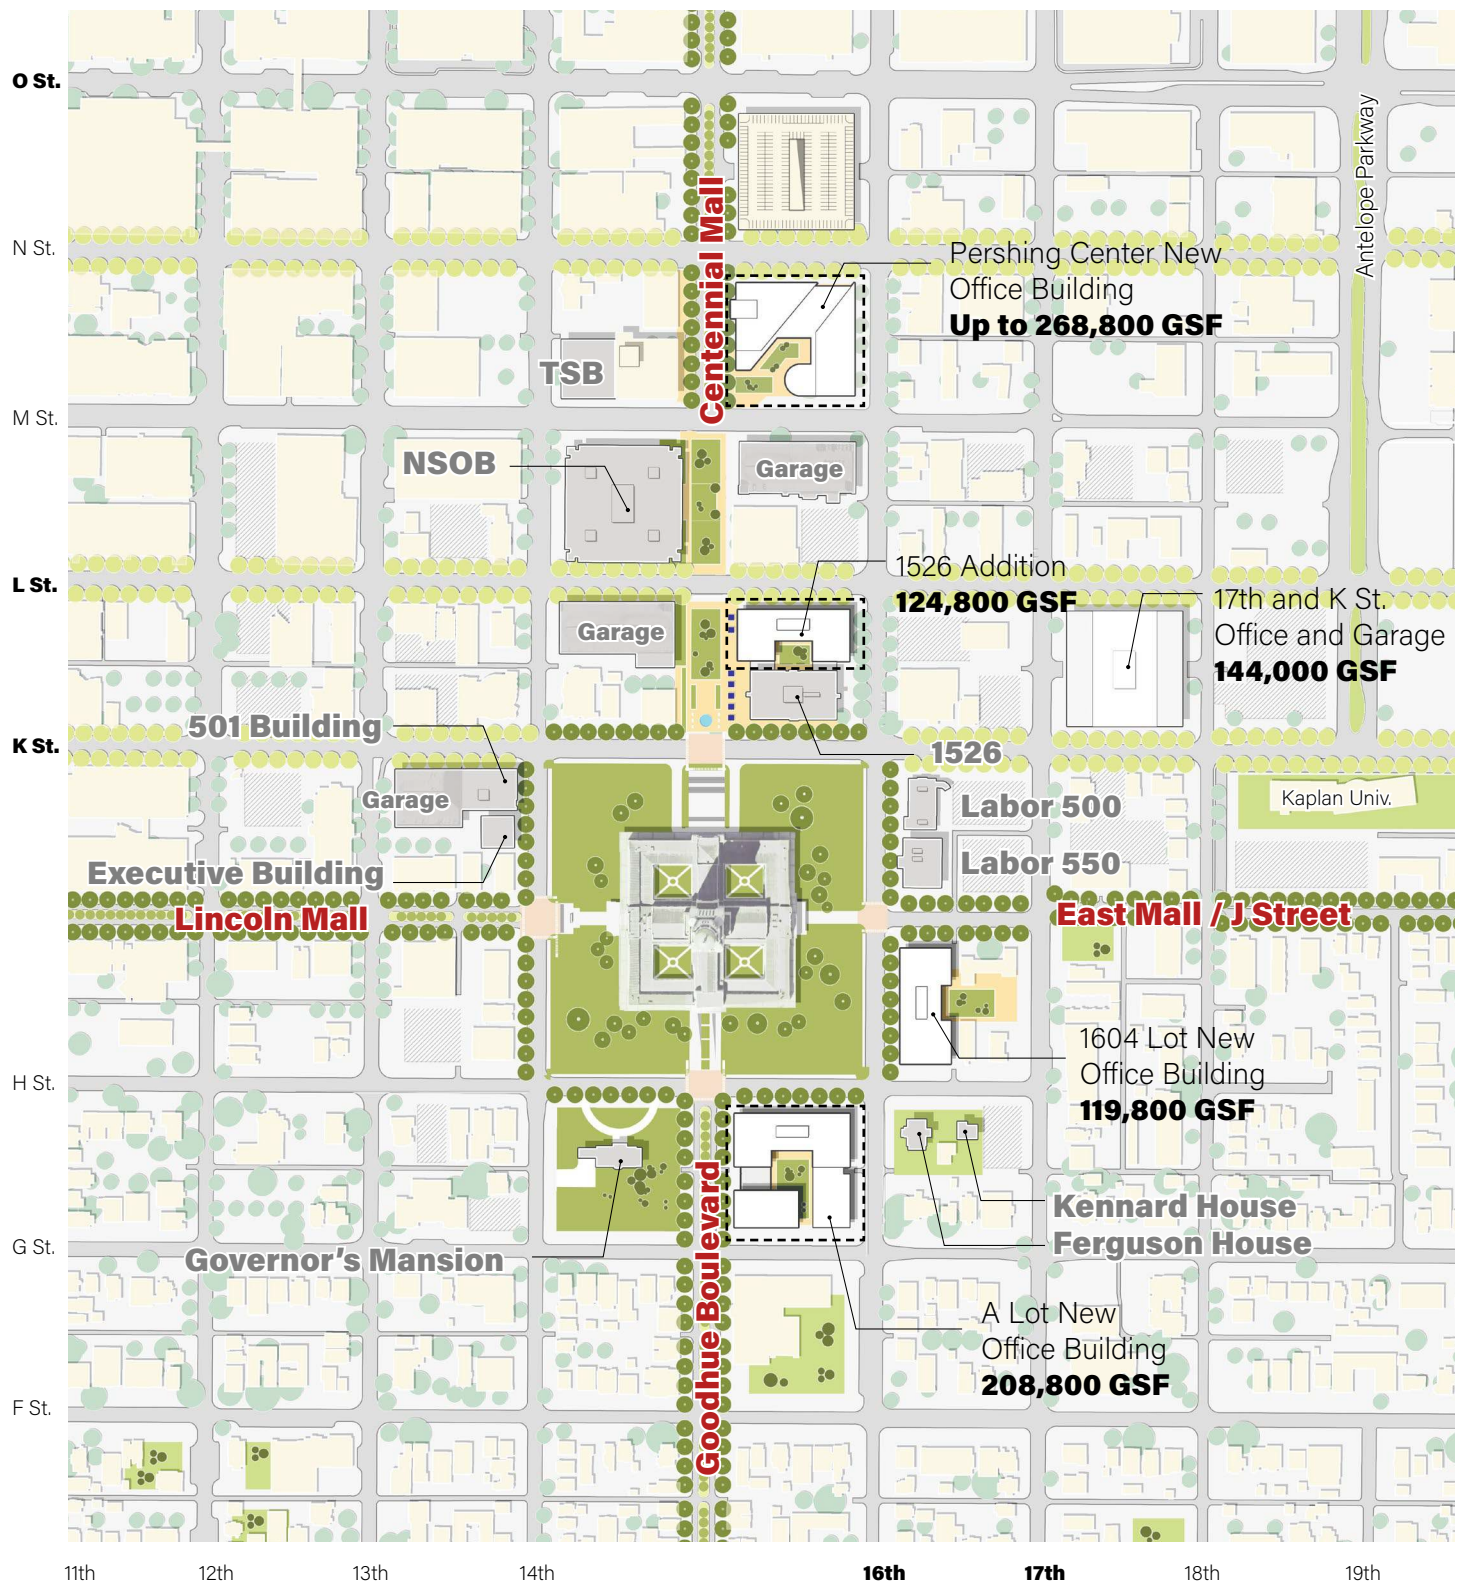 O St.
Antelope Parkway
Centennial Mall
N St.
Pershing Center New
Office Building
Up to 268,800 GSF
TSB
M St.
NSOB
Garage
L St.
1526 Addition
124,800 GSF
17th and K St.
Office and Garage
144,000 GSF
Garage
501 Building
K St.
1526
Garage
Labor 500
Kaplan Univ.
Labor 550
Executive Building
Lincoln Mall
East Mall / J Street
1604 Lot New
Office Building
119,800 GSF
H St.
Kennard House
Ferguson House
G St.
Governor's Mansion
Goodhue Boulevard
A Lot New
Office Building
208,800 GSF
F St.
11th
12th
13th
14th
16th
17th
18th
19th